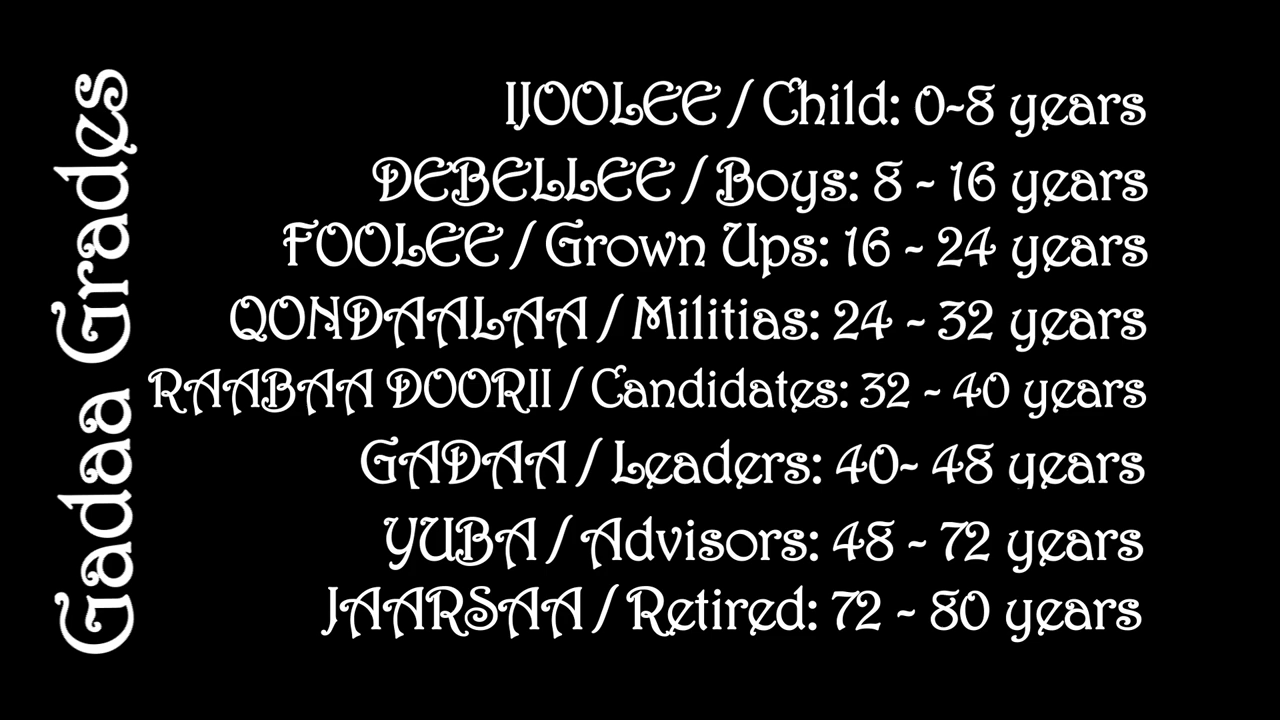 Gadaa Grades
IJOOLEE / Child: 0-8 years
DEBELLEE / Boys: 8 - 16 years
FOOLEE / Grown Ups: 16 - 24 years
QONDAALAA / Militias: 24 - 32 years
RAABAA DOORII / Candidates: 32 - 40 years
GADAA / Leaders: 40- 48 years
YUBA / Advisors: 48 - 72 years
JAARSAA / Retired: 72 - 80 years